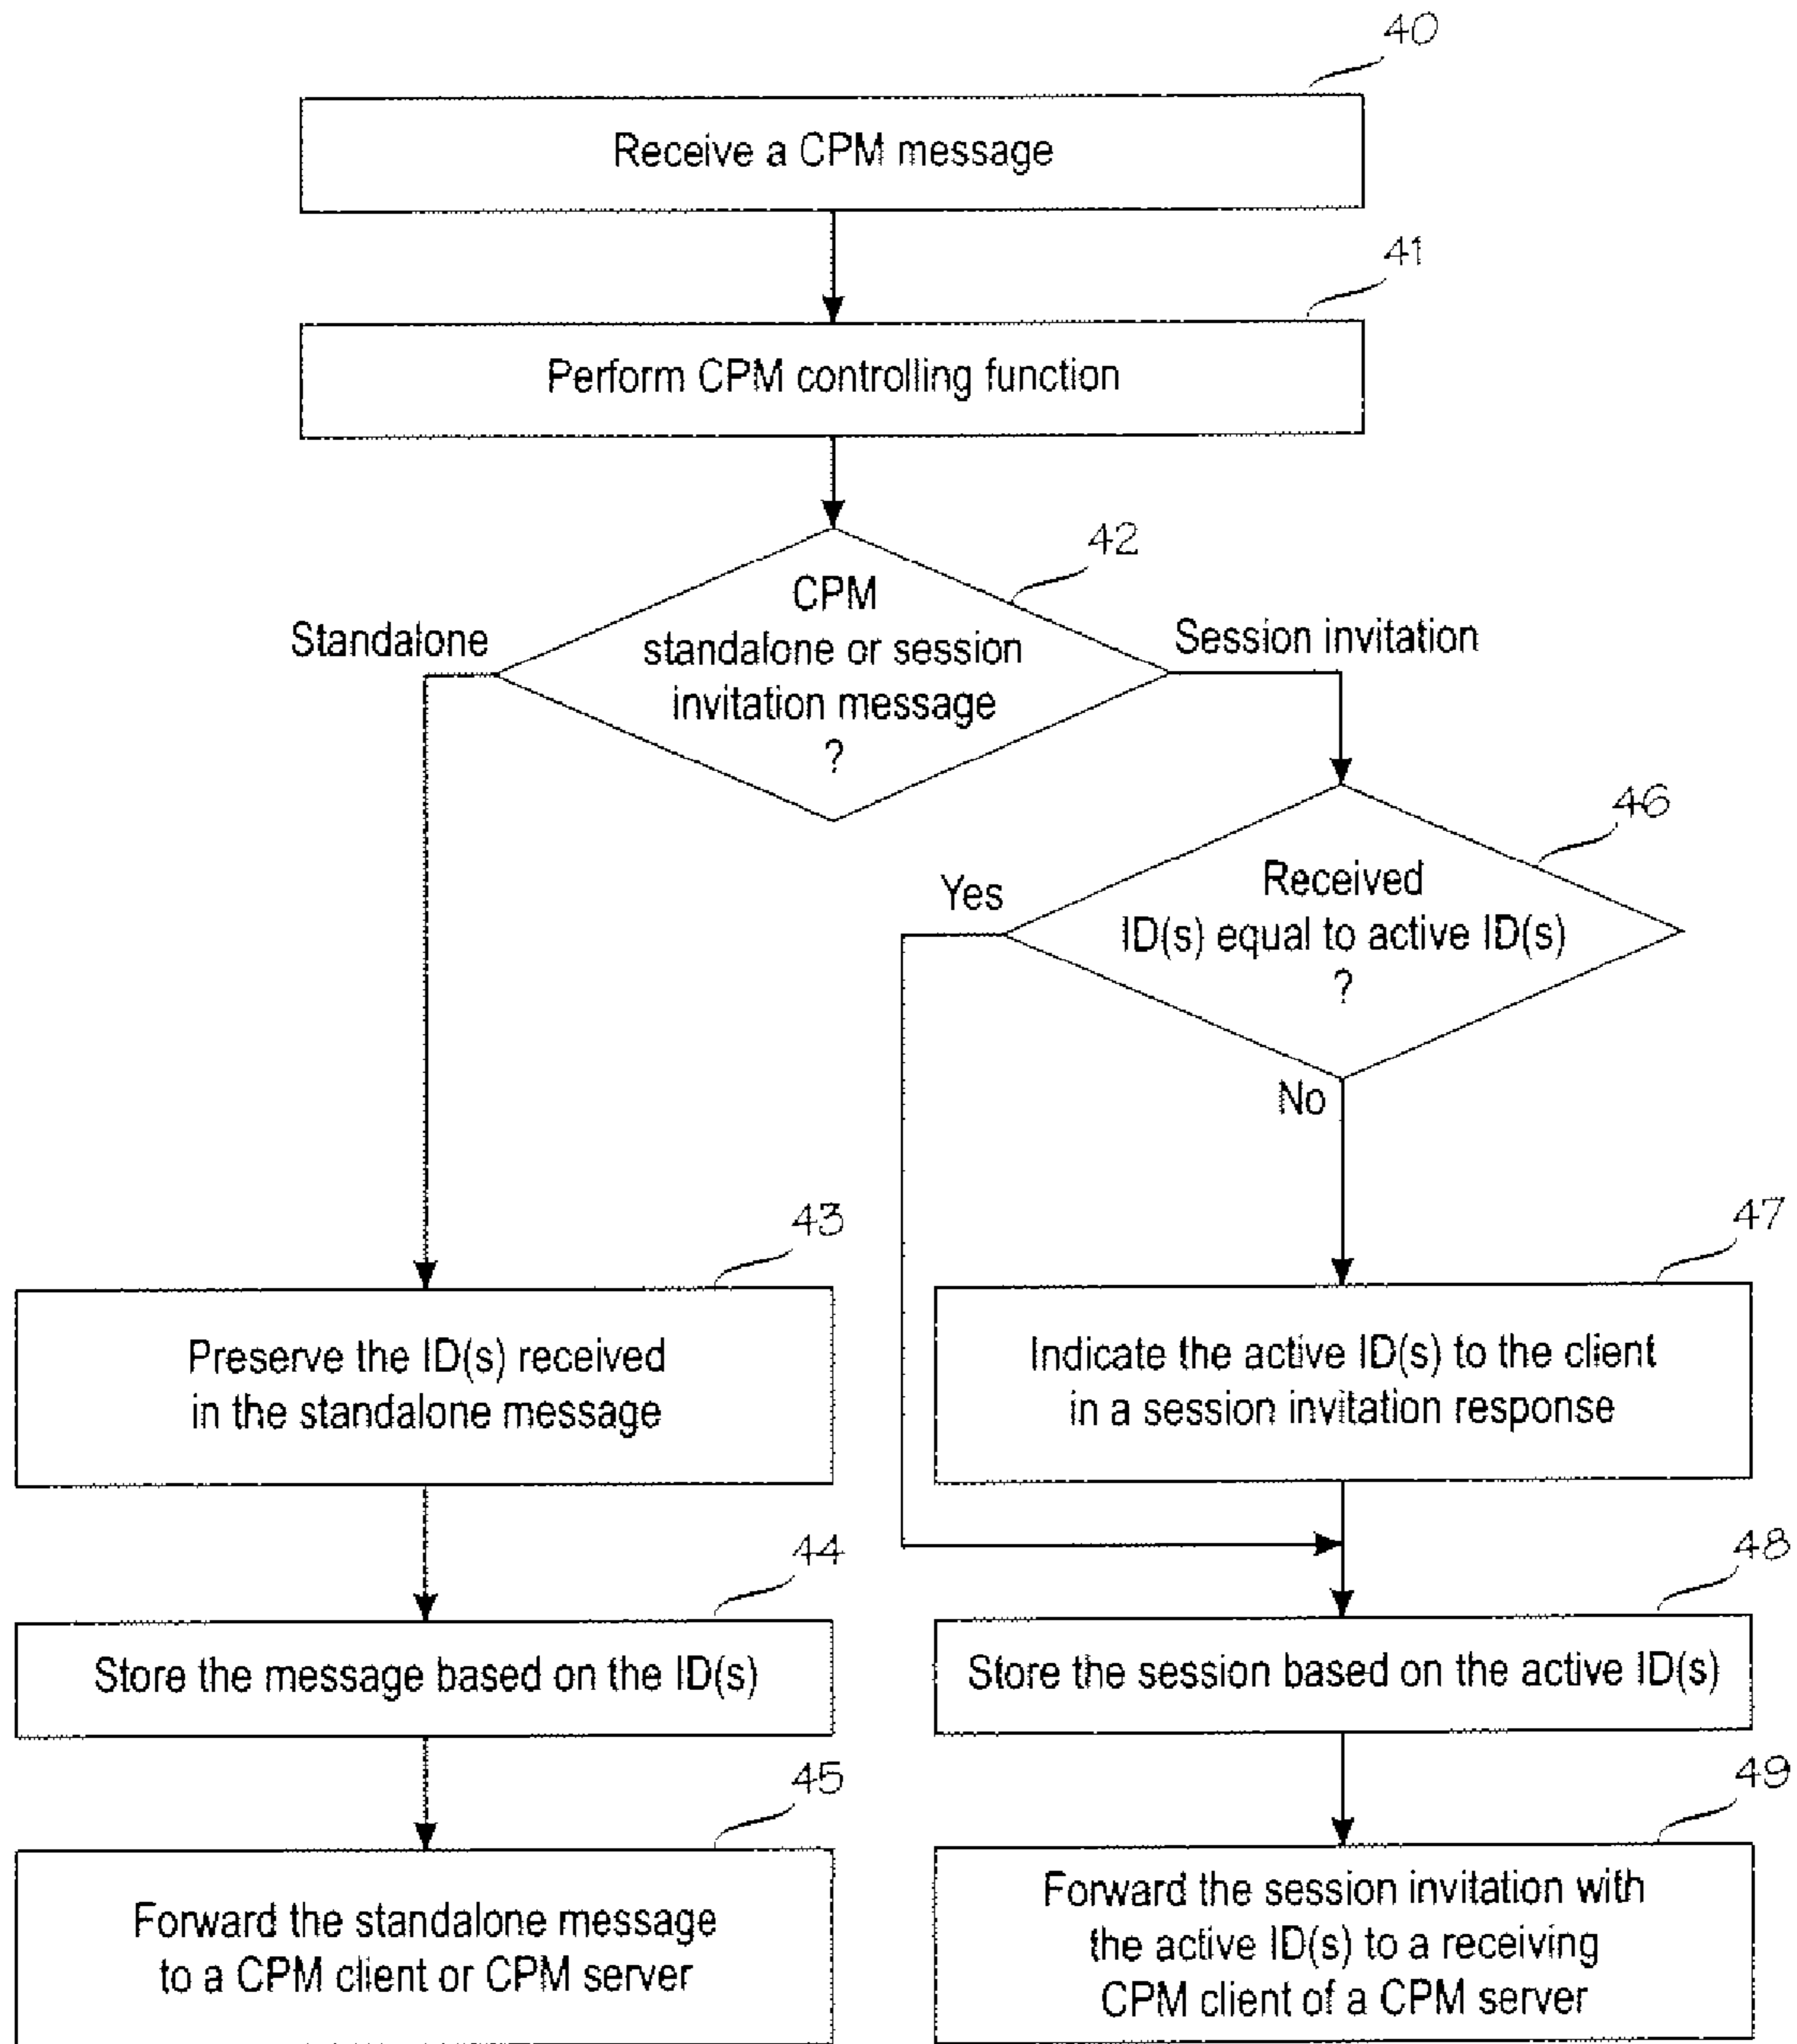 40
Receive a CPM message
41
Perform CPM controlling function
42
CPM
standalone or session
invitation message
?
Standalone
Session invitation
46
Received
ID(s) equal to active ID(s)
?
Yes
No
43
Preserve the ID(s) received
in the standalone message
47
Indicate the active ID(s) to the client
in a session invitation response
44
Store the message based on the ID(s)
48
Store the session based on the active ID(s)
45
Forward the standalone message
to a CPM client or CPM server
49
Forward the session invitation with
the active ID(s) to a receiving
CPM client of a CPM server